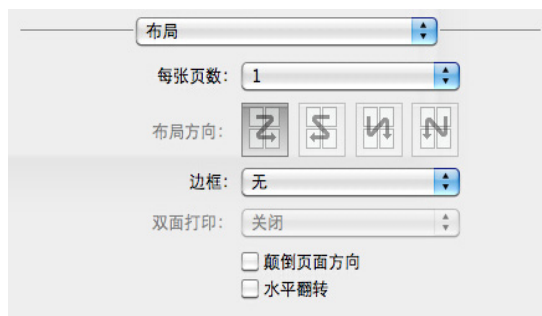 布局
每张页数: 1
布局方向:
边框: 无
双面打印: 关闭
颠倒页面方向
水平翻转